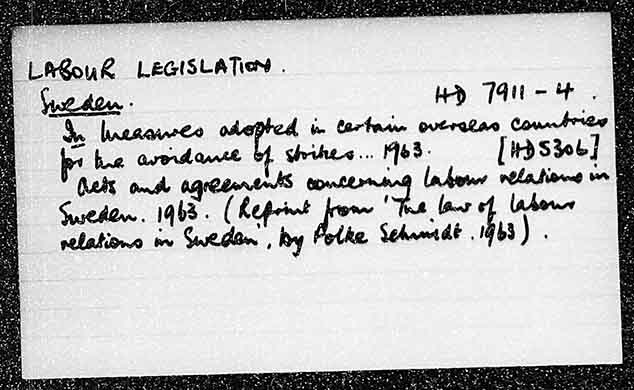 LABOUR LEGISLATION.
Sweden. HD 7911-4.
In Measures adopted in certain overseas countries
for the avoidance of strikes... 1963. [HD5306]
Acts and agreements concerning labour relations in
Sweden. 1963. (Reprint from 'The law of labour
relations in Sweden', by Folke Schmidt. 1963).